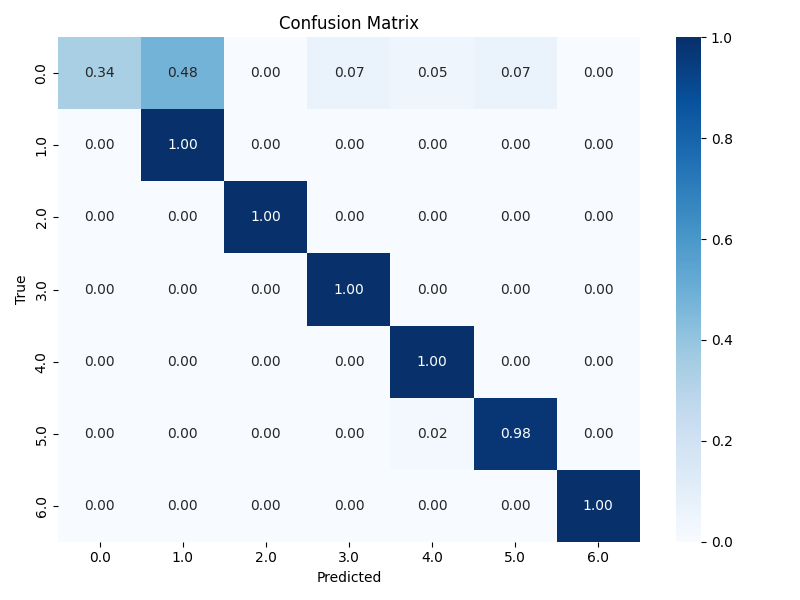 Confusion Matrix
True
0.0 0.34 0.48 0.00 0.07 0.05 0.07 0.00
1.0 0.00 1.00 0.00 0.00 0.00 0.00 0.00
2.0 0.00 0.00 1.00 0.00 0.00 0.00 0.00
3.0 0.00 0.00 0.00 1.00 0.00 0.00 0.00
4.0 0.00 0.00 0.00 0.00 1.00 0.00 0.00
5.0 0.00 0.00 0.00 0.00 0.02 0.98 0.00
6.0 0.00 0.00 0.00 0.00 0.00 0.00 1.00
0.0 1.0 2.0 3.0 4.0 5.0 6.0
Predicted
1.0
0.8
0.6
0.4
0.2
0.0